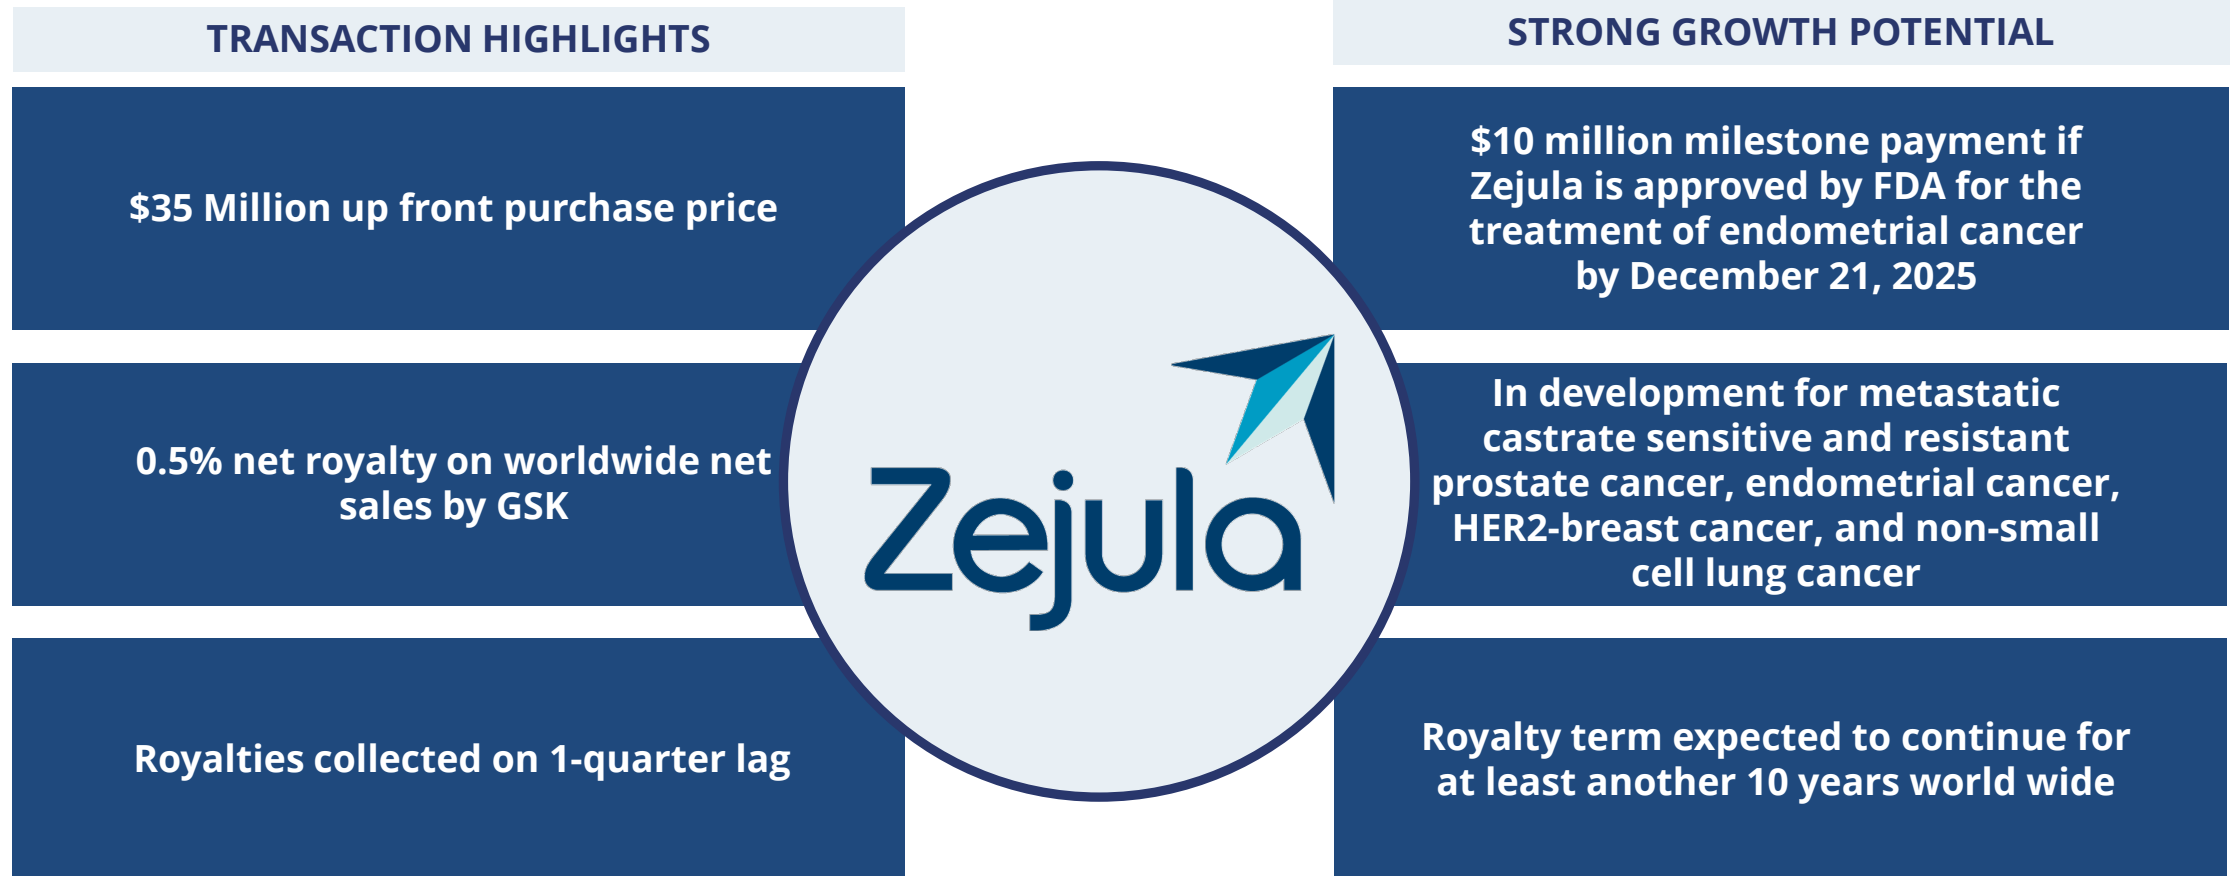 TRANSACTION HIGHLIGHTS
$35 Million up front purchase price
0.5% net royalty on worldwide net
sales by GSK
Royalties collected on 1-quarter lag
Zejula
STRONG GROWTH POTENTIAL
$10 million milestone payment if
Zejula is approved by FDA for the
treatment of endometrial cancer
by December 21, 2025
In development for metastatic
castrate sensitive and resistant
prostate cancer, endometrial cancer,
HER2-breast cancer, and non-small
cell lung cancer
Royalty term expected to continue for
at least another 10 years world wide